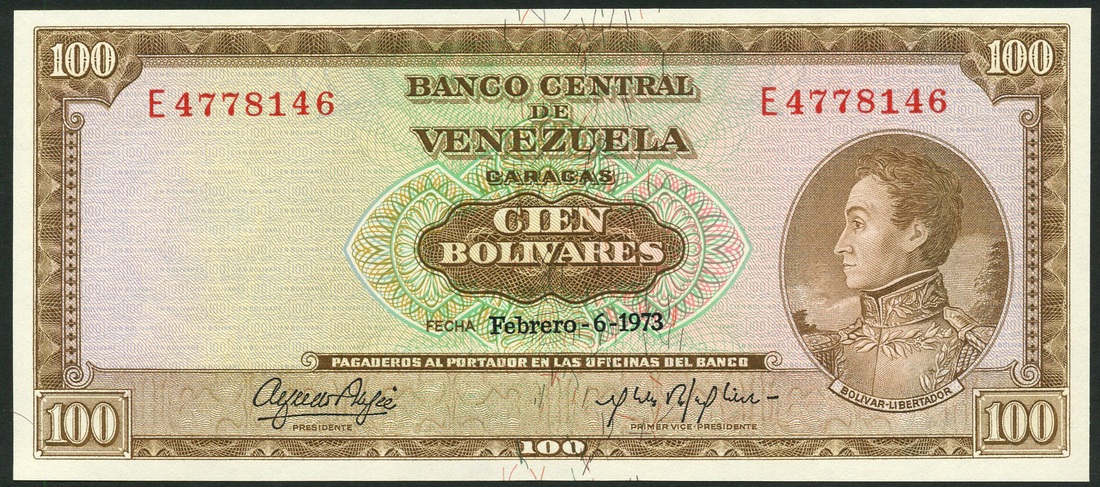 100
100
E4778146
E4778146
BANCO CENTRAL
DE
VENEZUELA
CARACAS
CIEN
BOLIVARES
FECHA Febrero-6-1973
PAGADEROS AL PORTADOR EN LAS OFICINAS DEL BANCO
BOLIVAR-LIBERTADOR
PRESIDENTE
PRIMER VICE-PRESIDENTE
100
100
100